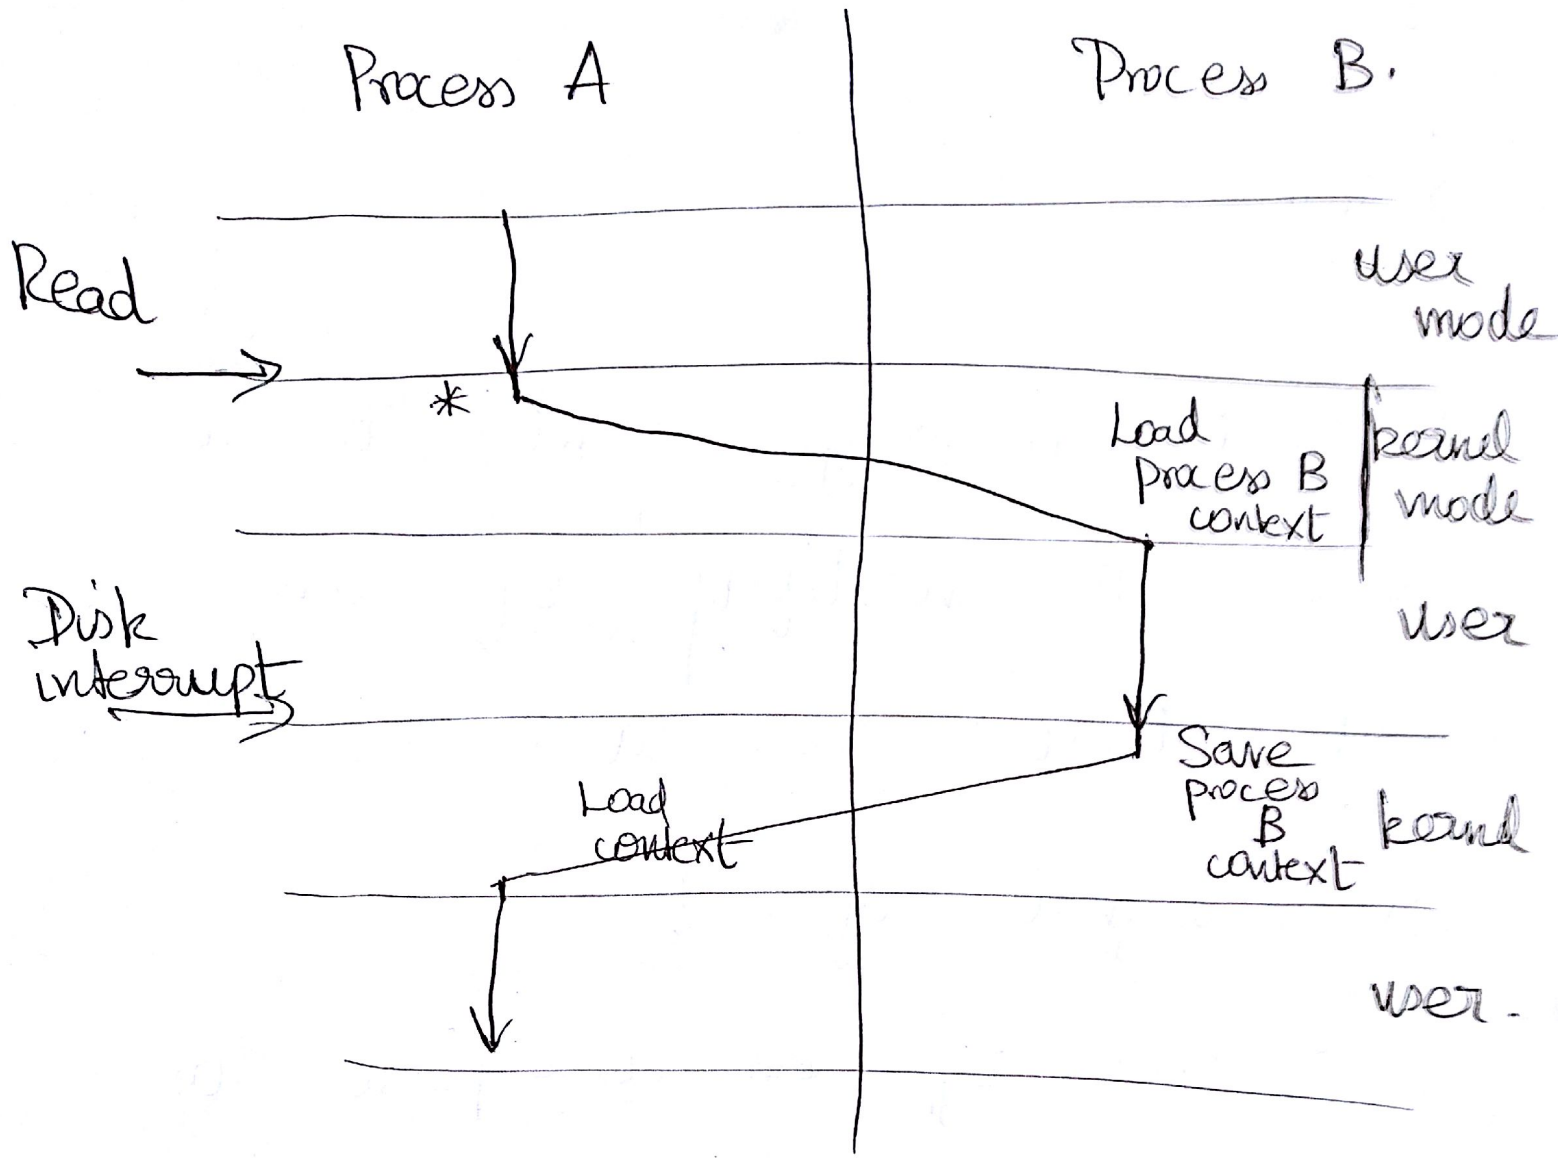 Process A
Process B.
Read
user
mode
*
Load
process B
context
kernel
mode
Disk
interrupt
user
Save
process
B
context
Load
context
kernel
user.